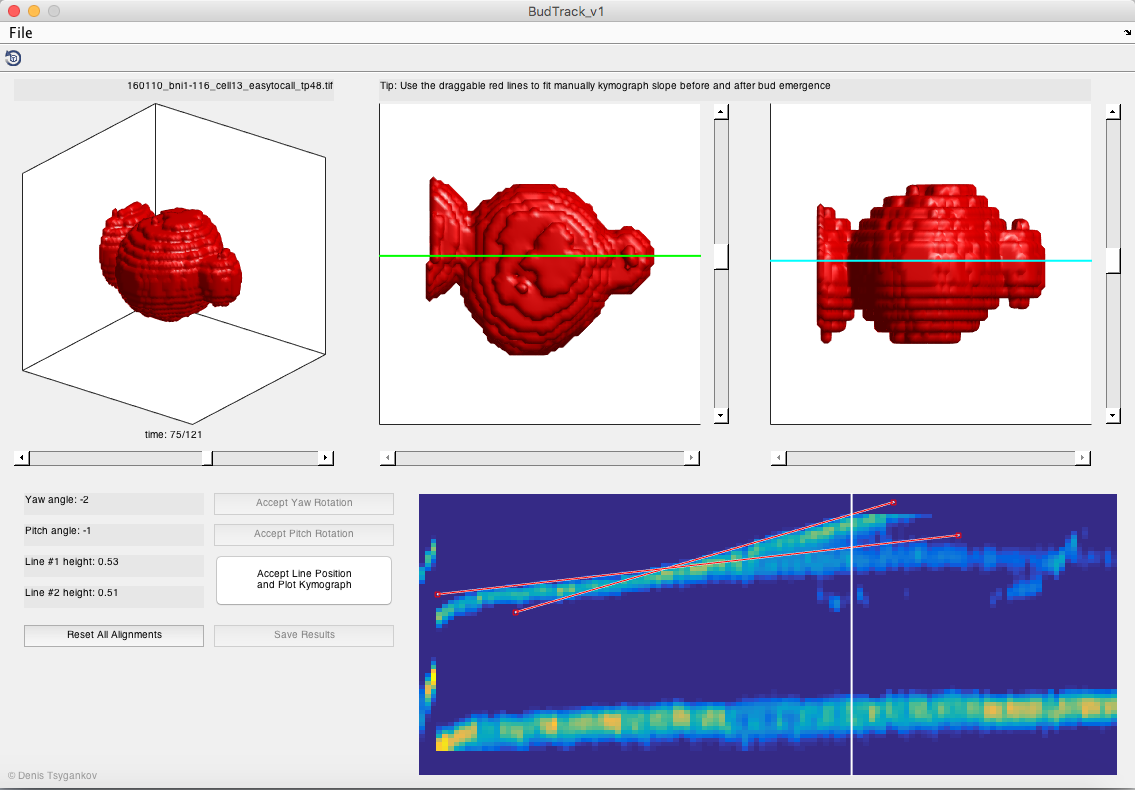 BudTrack_v1
File
160110_bni1-116_cell13_easytocall_tp48.tif
Tip: Use the draggable red lines to fit manually kymograph slope before and after bud emergence
time: 75/121
Yaw angle: -2
Accept Yaw Rotation
Pitch angle: -1
Accept Pitch Rotation
Line #1 height: 0.53
Accept Line Position
and Plot Kymograph
Line #2 height: 0.51
Reset All Alignments
Save Results
© Denis Tsygankov